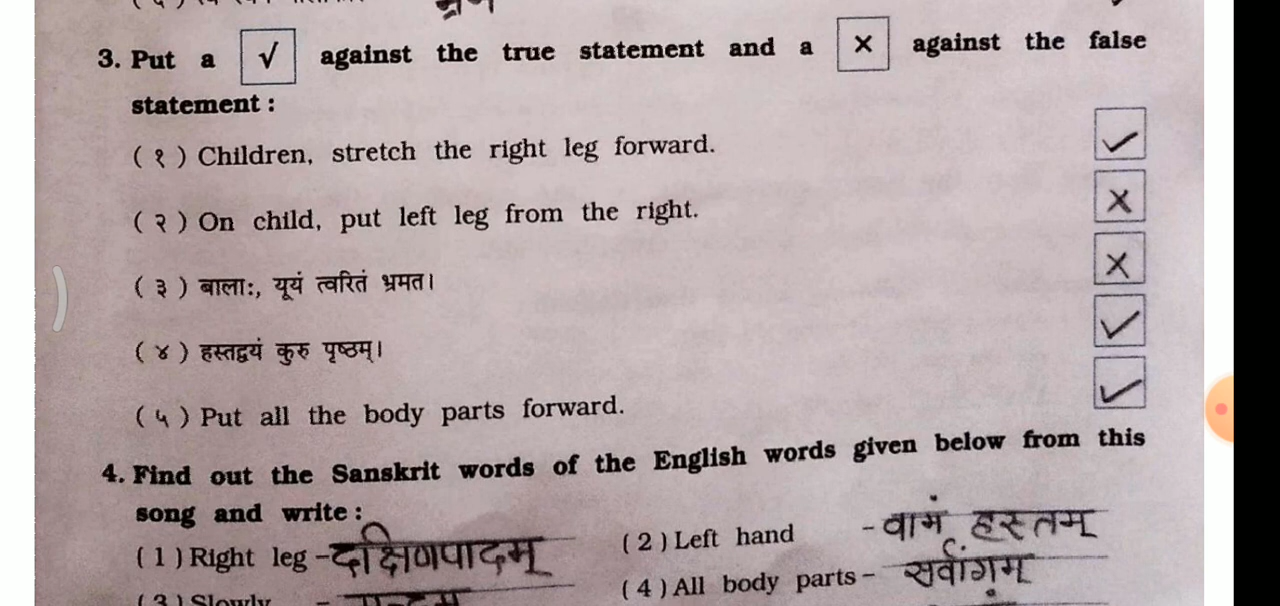 3. Put a √ against the true statement and a × against the false
statement :
( १ ) Children, stretch the right leg forward. ✓
( २ ) On child, put left leg from the right. ×
( ३ ) बालाः, यूयं त्वरितं भ्रमत। ×
( ४ ) हस्तद्वयं कुरु पृष्ठम्। ✓
( ५ ) Put all the body parts forward. ✓
4. Find out the Sanskrit words of the English words given below from this
song and write :
( 1 ) Right leg - दक्षिणपादम् ( 2 ) Left hand - वामं हस्तम्
( 3 ) Slowly - ( 4 ) All body parts - सर्वांगम्